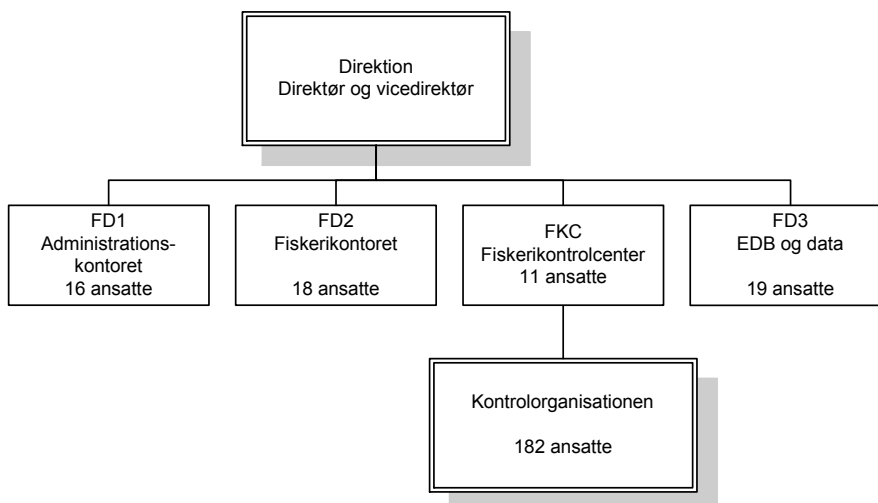 Direktion
Direktør og vicedirektør
FD1
Administrations-
kontoret
16 ansatte
FD2
Fiskerikontoret
18 ansatte
FKC
Fiskerikontrolcenter
11 ansatte
FD3
EDB og data
19 ansatte
Kontrolorganisationen
182 ansatte